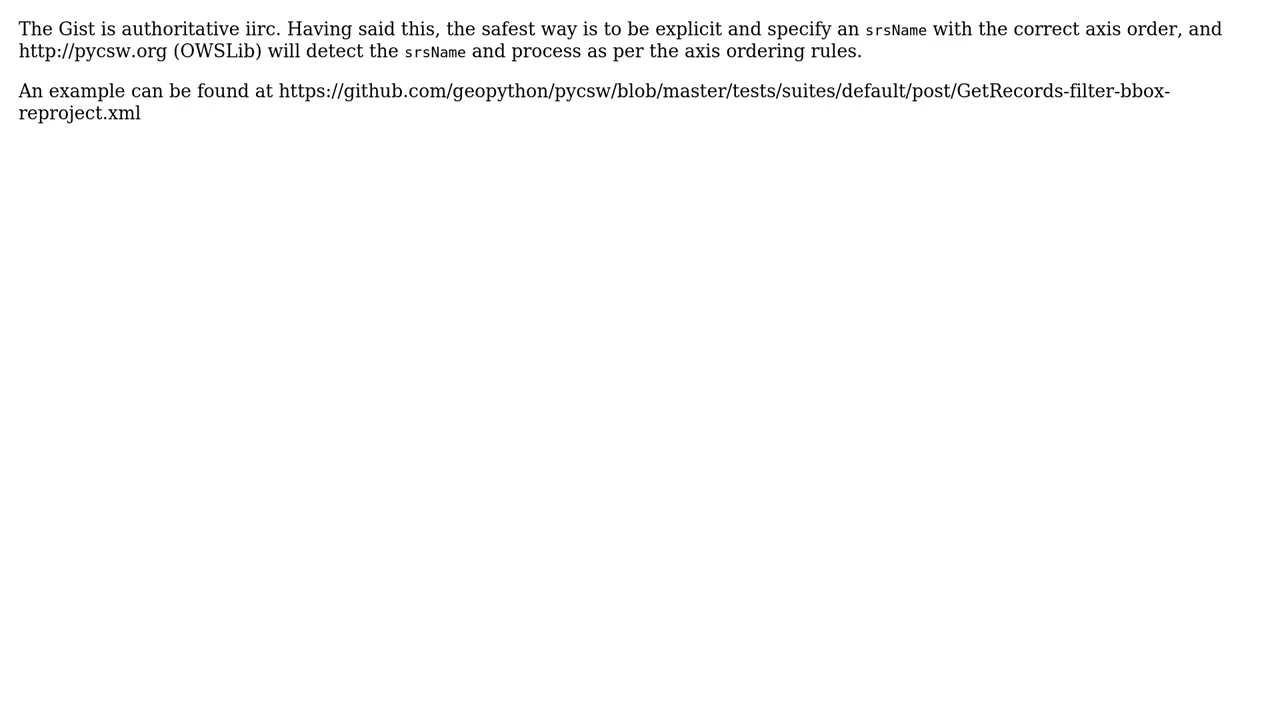 The Gist is authoritative iirc. Having said this, the safest way is to be explicit and specify an srsName with the correct axis order, and
http://pycsw.org (OWSLib) will detect the srsName and process as per the axis ordering rules.
An example can be found at https://github.com/geopython/pycsw/blob/master/tests/suites/default/post/GetRecords-filter-bbox-
reproject.xml